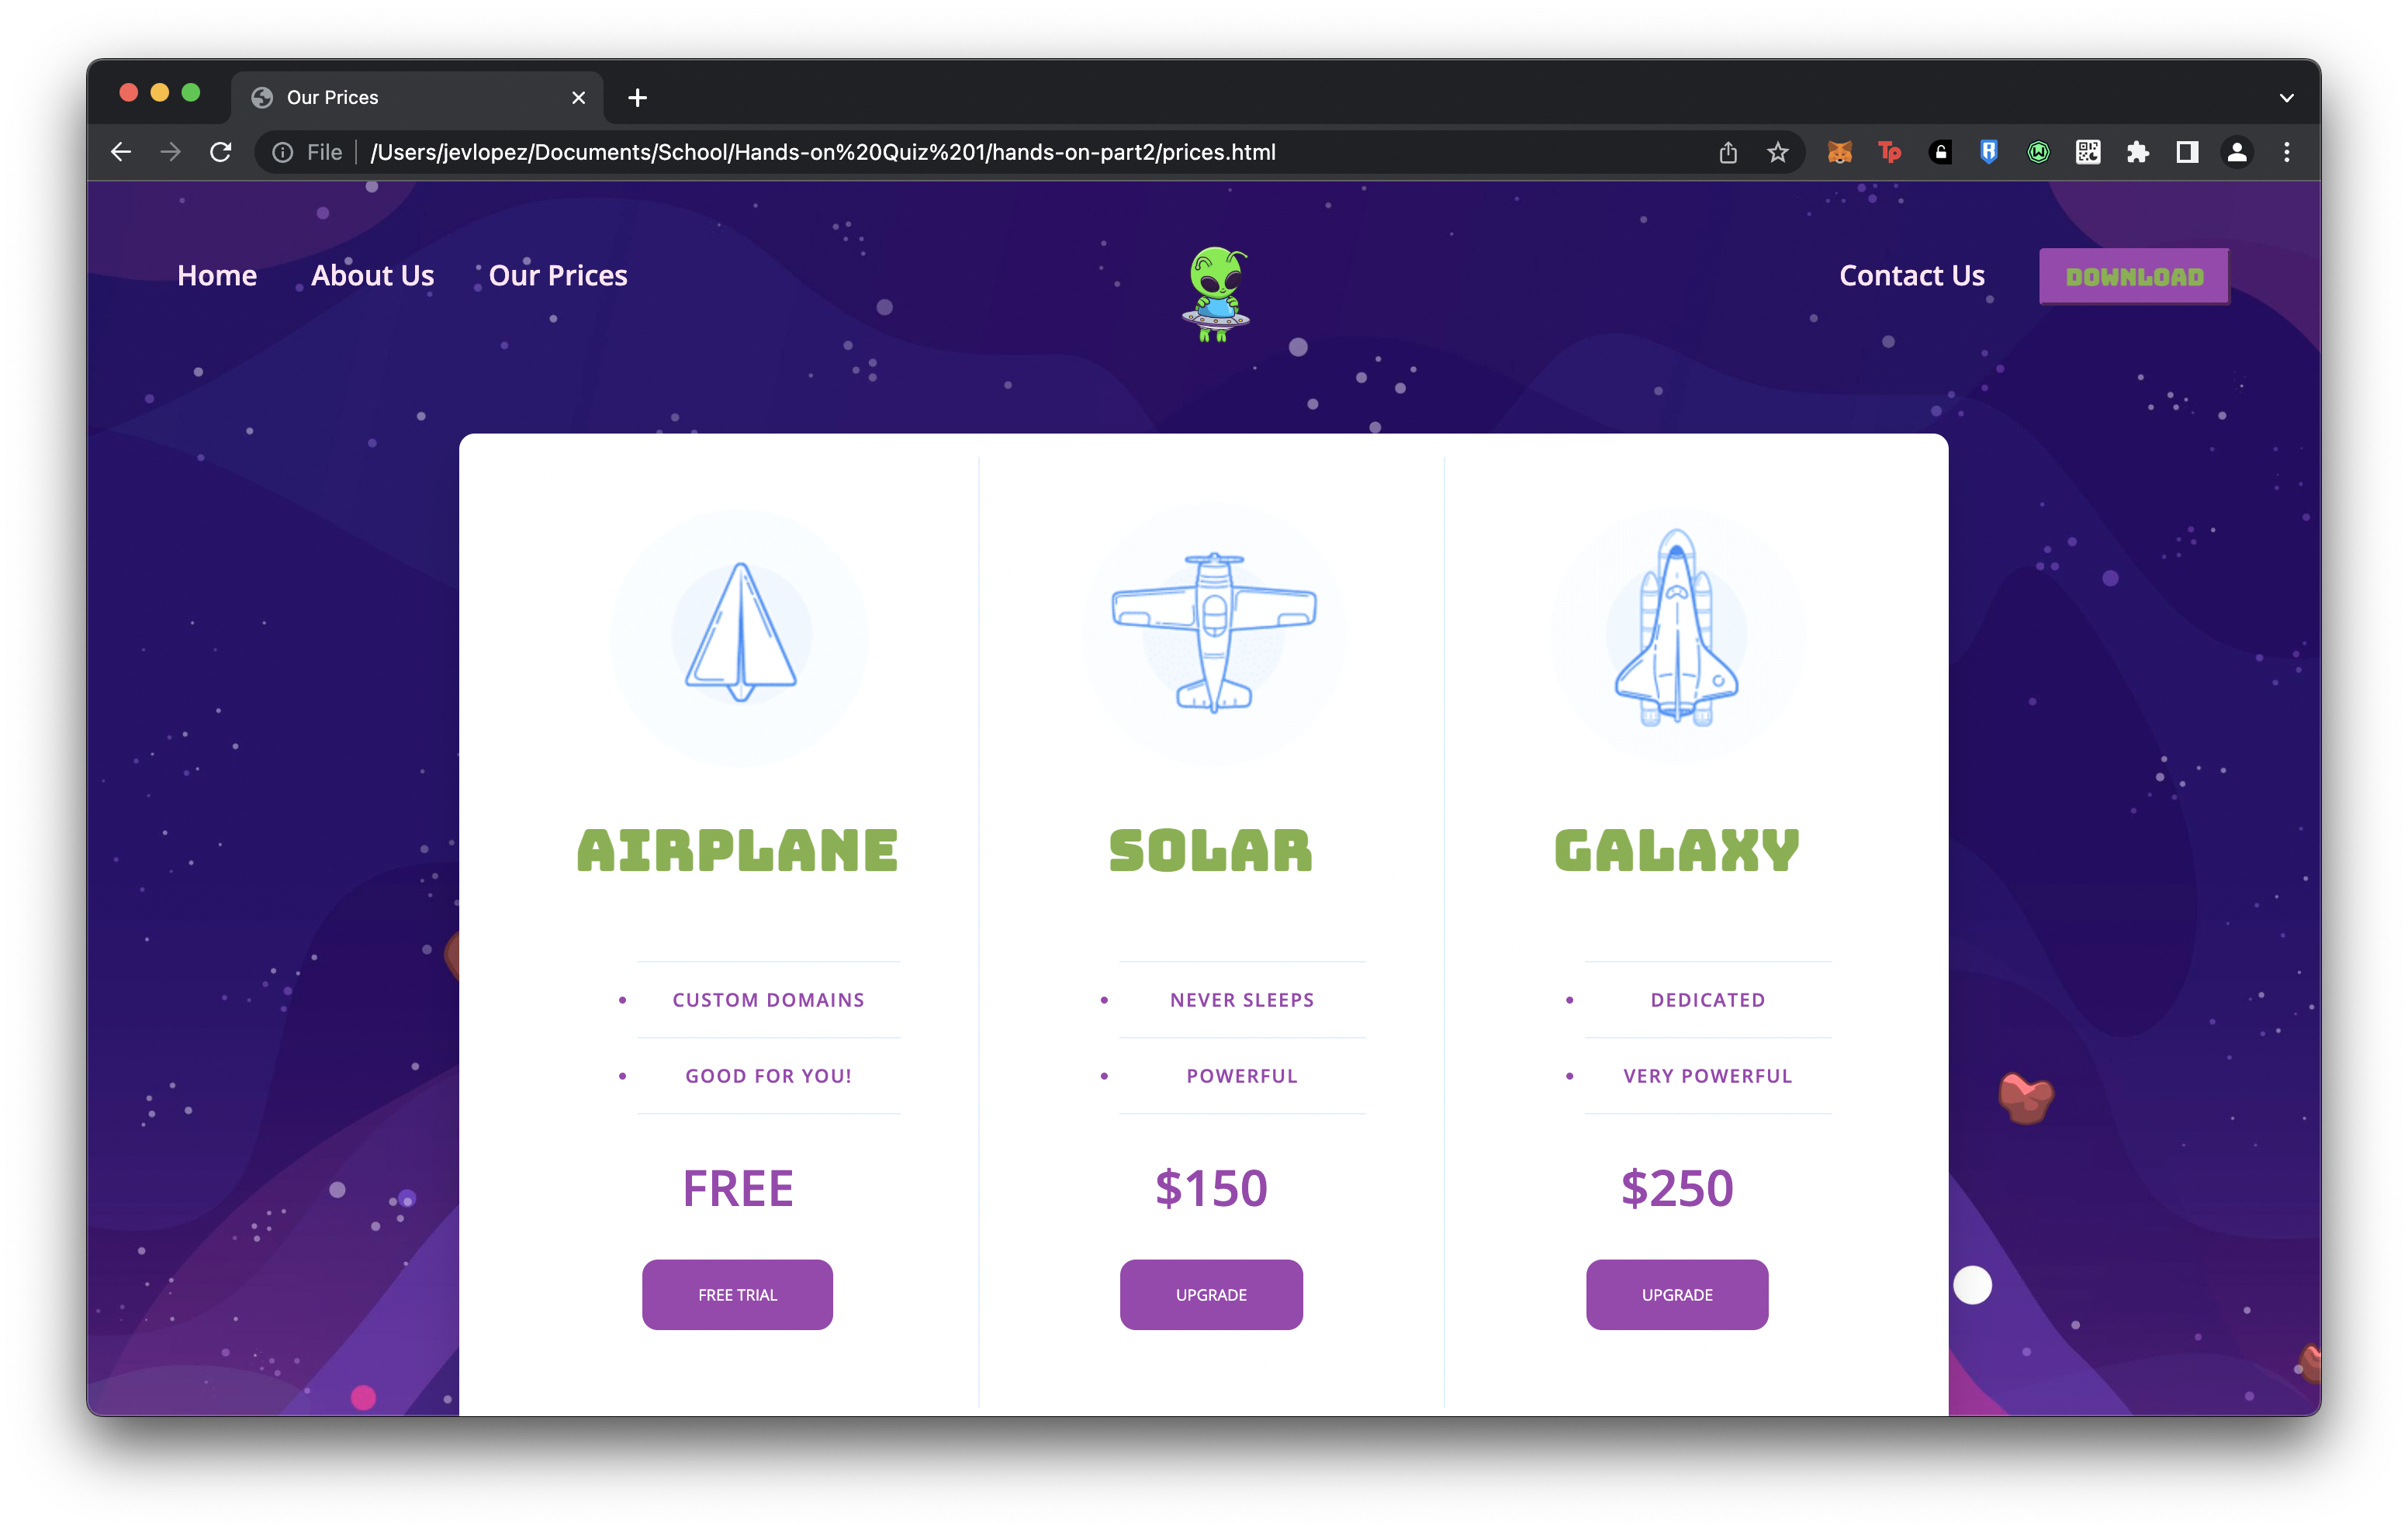 Our Prices
File /Users/jevlopez/Documents/School/Hands-on%20Quiz%201/hands-on-part2/prices.html
Home About Us Our Prices Contact Us DOWNLOAD
AIRPLANE SOLAR GALAXY
CUSTOM DOMAINS NEVER SLEEPS DEDICATED
GOOD FOR YOU! POWERFUL VERY POWERFUL
FREE $150 $250
FREE TRIAL UPGRADE UPGRADE